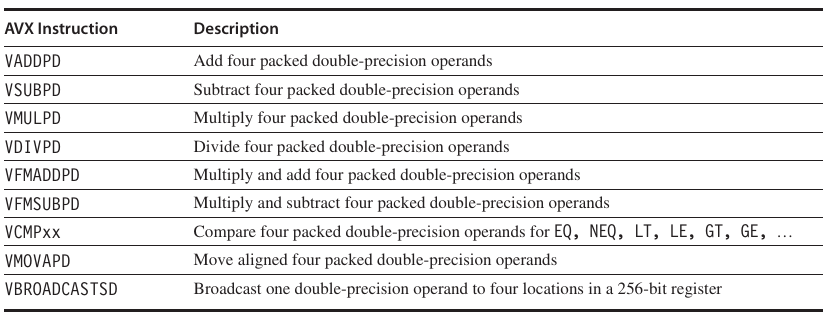 AVX Instruction Description
VADDPD Add four packed double-precision operands
VSUBPD Subtract four packed double-precision operands
VMULPD Multiply four packed double-precision operands
VDIVPD Divide four packed double-precision operands
VFMADDPD Multiply and add four packed double-precision operands
VFMSUBPD Multiply and subtract four packed double-precision operands
VCMPxx Compare four packed double-precision operands for EQ, NEQ, LT, LE, GT, GE, …
VMOVAPD Move aligned four packed double-precision operands
VBROADCASTSD Broadcast one double-precision operand to four locations in a 256-bit register